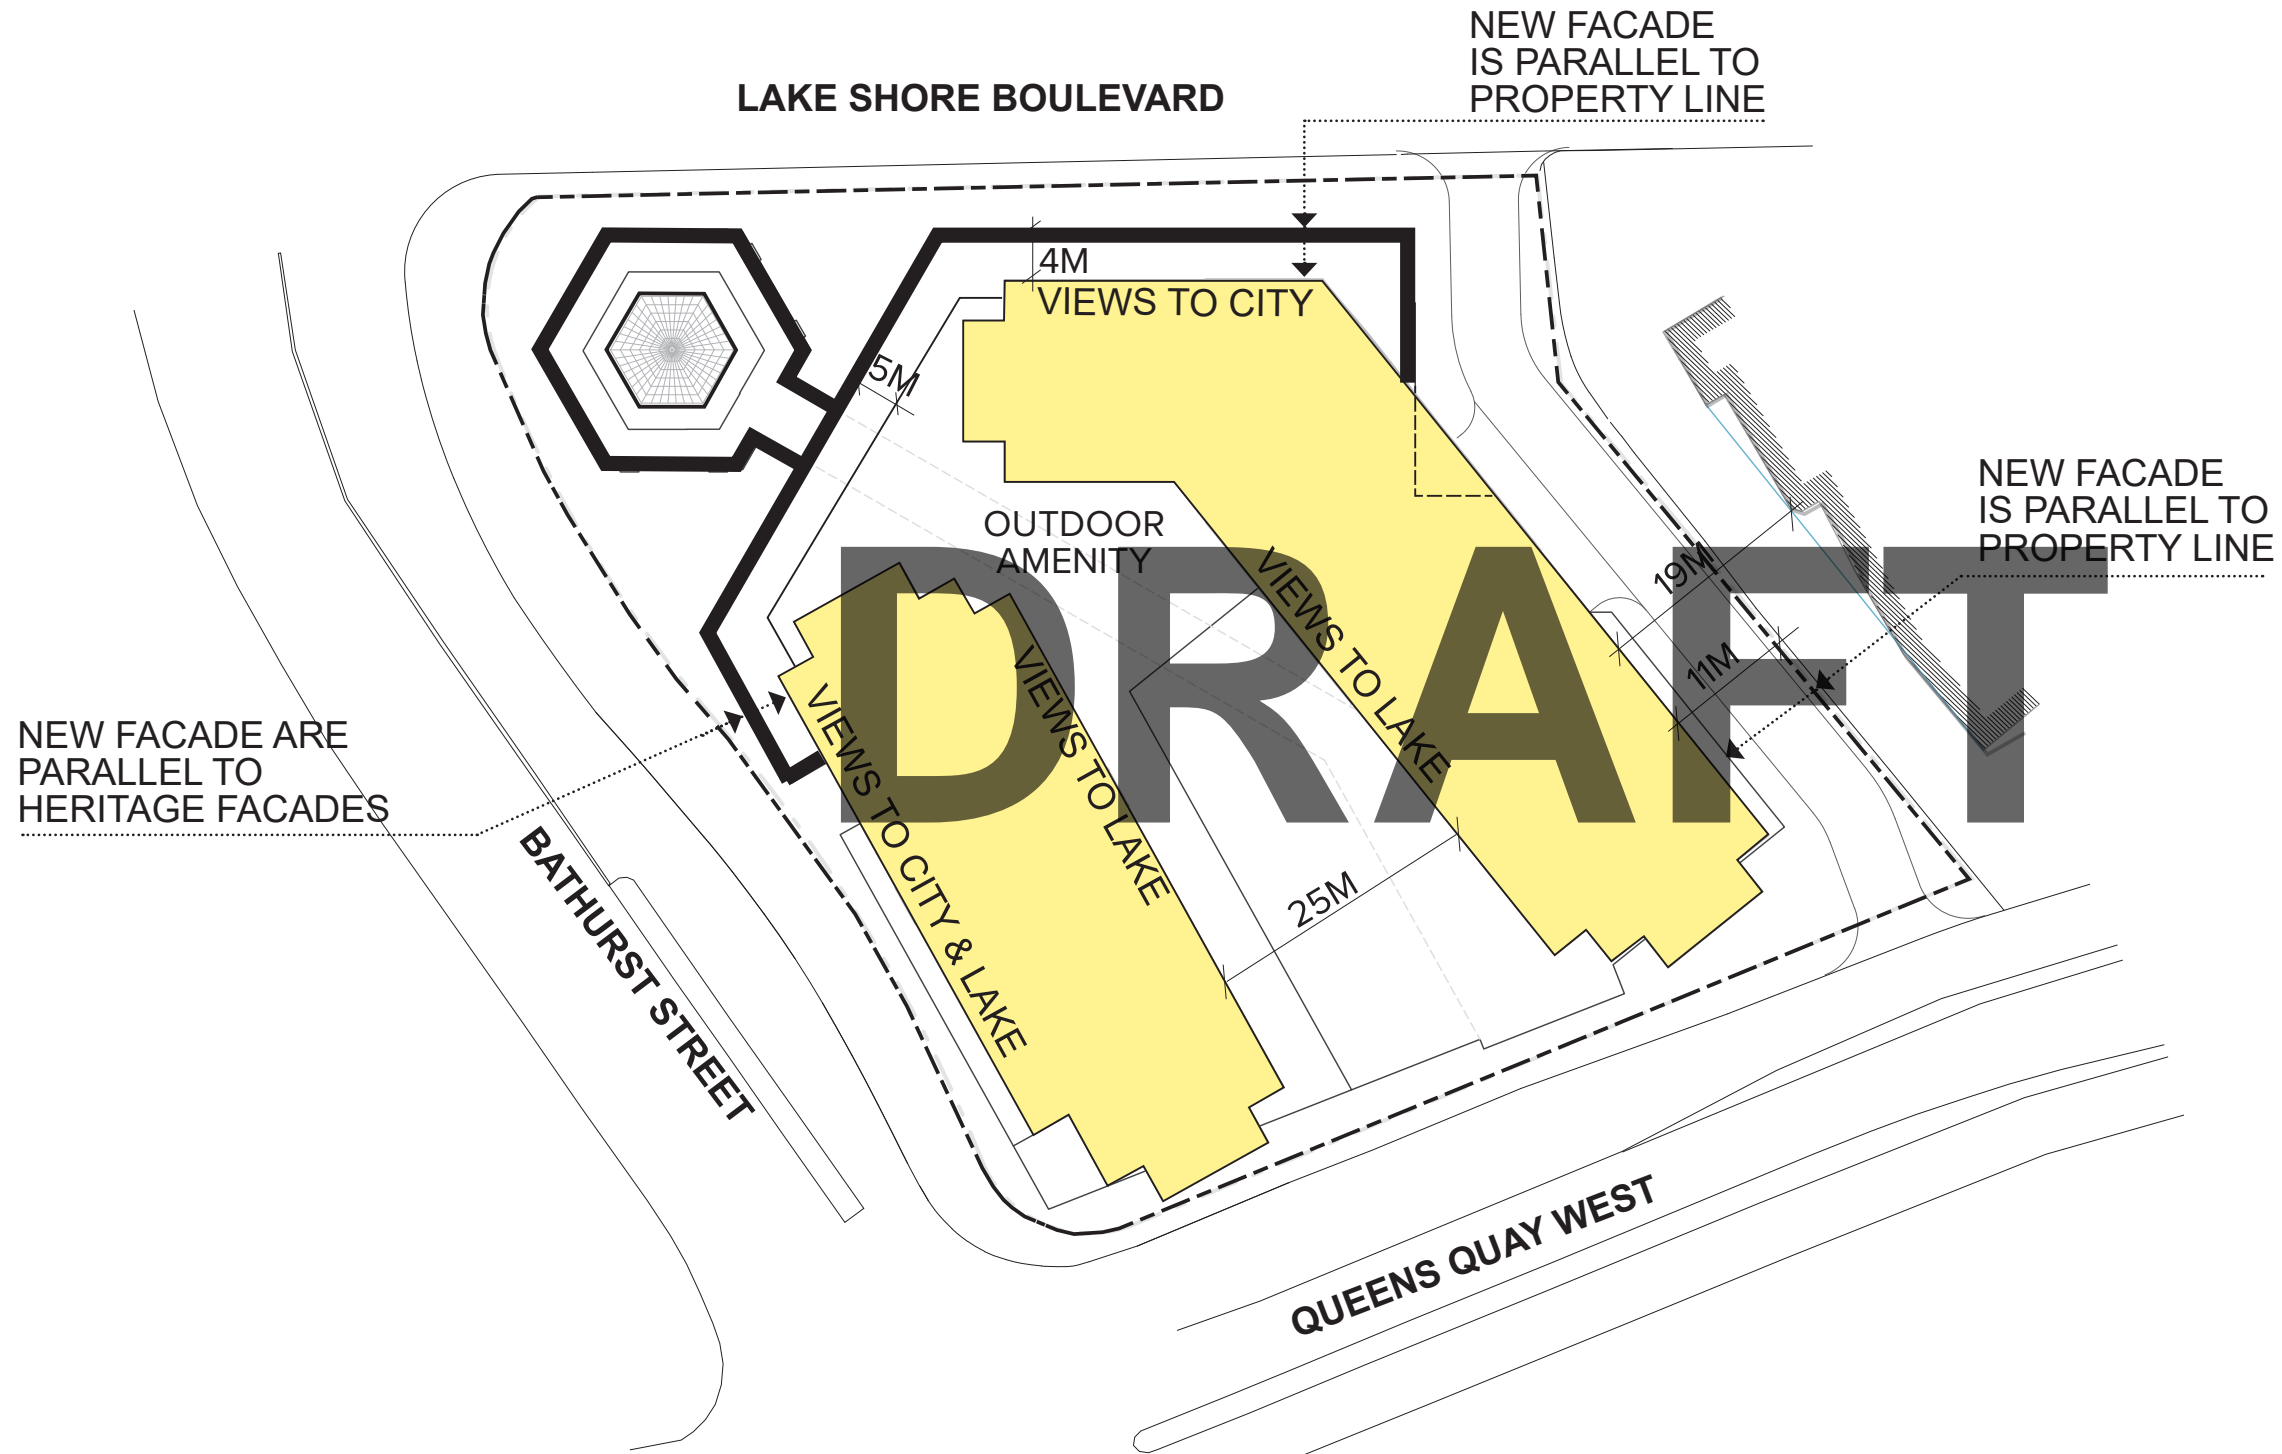 NEW FACADE
IS PARALLEL TO
PROPERTY LINE
LAKE SHORE BOULEVARD
4M
VIEWS TO CITY
5M
OUTDOOR
AMENITY
NEW FACADE
IS PARALLEL TO
PROPERTY LINE
19M
11M
VIEWS TO LAKE
VIEWS TO LAKE
VIEWS TO CITY & LAKE
DRAFT
NEW FACADE ARE
PARALLEL TO
HERITAGE FACADES
25M
BATHURST STREET
QUEENS QUAY WEST